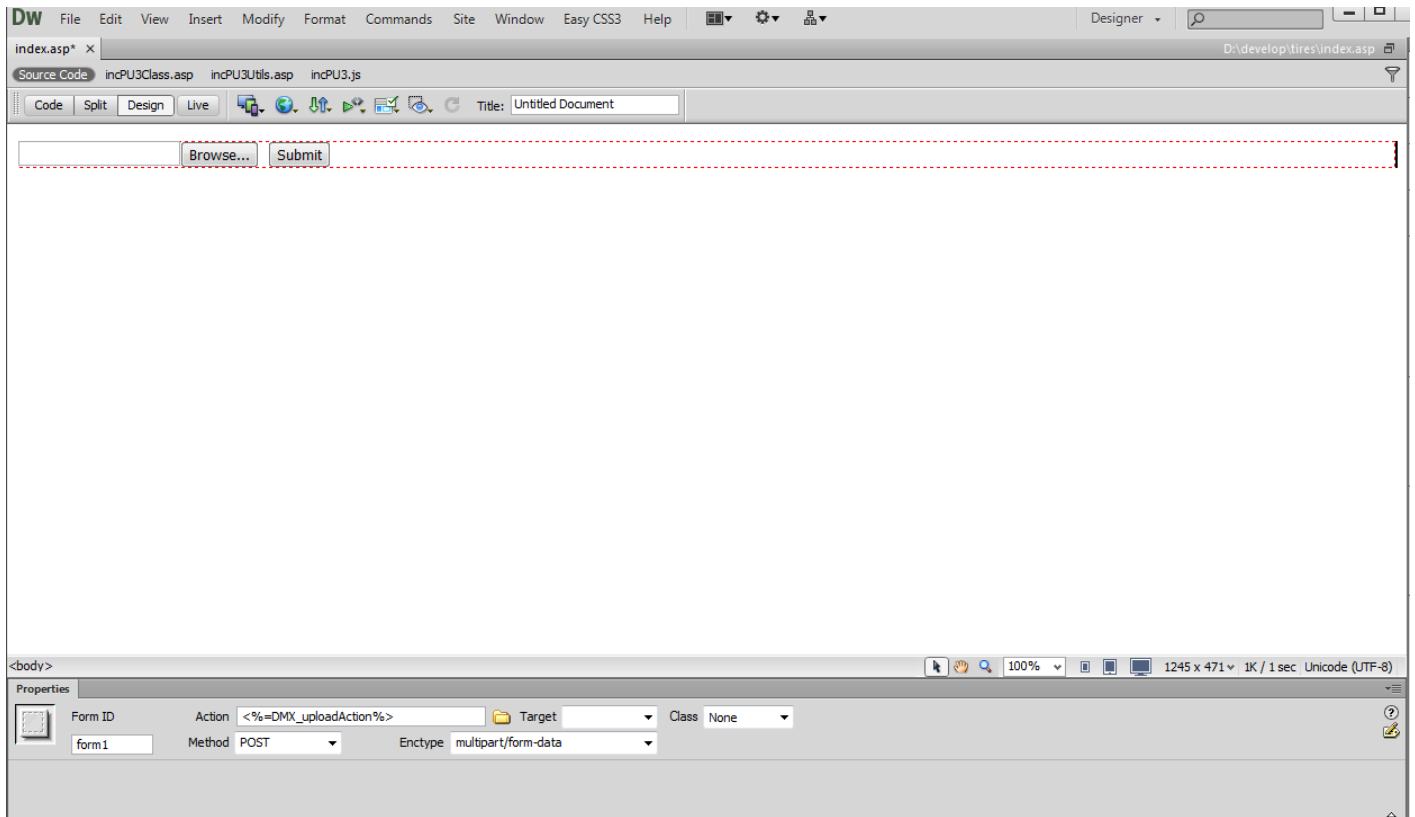 DW File Edit View Insert Modify Format Commands Site Window Easy CSS3 Help Designer
index.asp* × D:\develop\tires\index.asp
Source Code incPU3Class.asp incPU3Utils.asp incPU3.js
Code Split Design Live Title: Untitled Document
Browse... Submit
<body> 100% 1245 x 471 1K / 1 sec Unicode (UTF-8)
Properties
Form ID Action <%=DMX_uploadAction%> Target Class None
form1 Method POST Enctype multipart/form-data